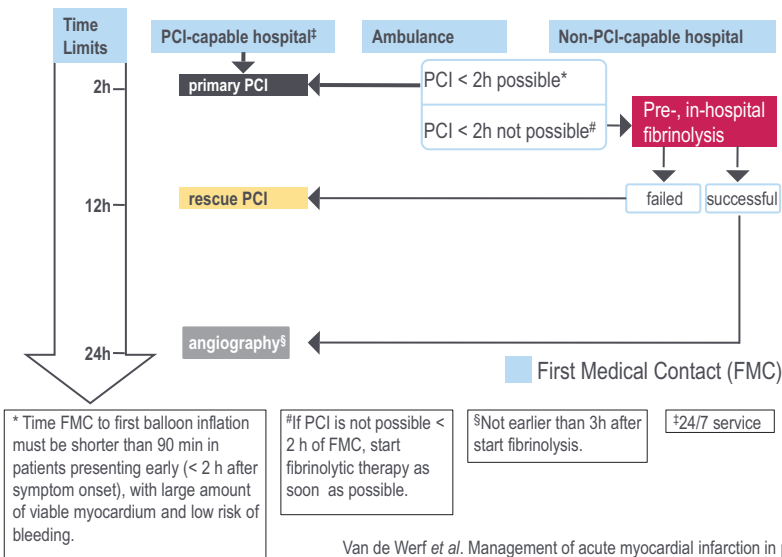 Time
Limits
PCI-capable hospital‡
Ambulance
Non-PCI-capable hospital
2h
primary PCI
PCI < 2h possible*
PCI < 2h not possible#
Pre-, in-hospital
fibrinolysis
12h
rescue PCI
failed
successful
24h
angiography§
First Medical Contact (FMC)
* Time FMC to first balloon inflation
must be shorter than 90 min in
patients presenting early (< 2 h after
symptom onset), with large amount
of viable myocardium and low risk of
bleeding.
#If PCI is not possible <
2 h of FMC, start
fibrinolytic therapy as
soon as possible.
§Not earlier than 3h after
start fibrinolysis.
‡24/7 service
Van de Werf et al. Management of acute myocardial infarction in